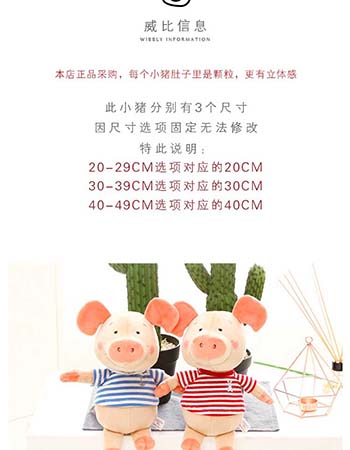 威比信息
WIBBLY INFORMATION
本店正品采购，每个小猪肚子里是颗粒，更有立体感
此小猪分别有3个尺寸
因尺寸选项固定无法修改
特此说明：
20-29CM选项对应的20CM
30-39CM选项对应的30CM
40-49CM选项对应的40CM